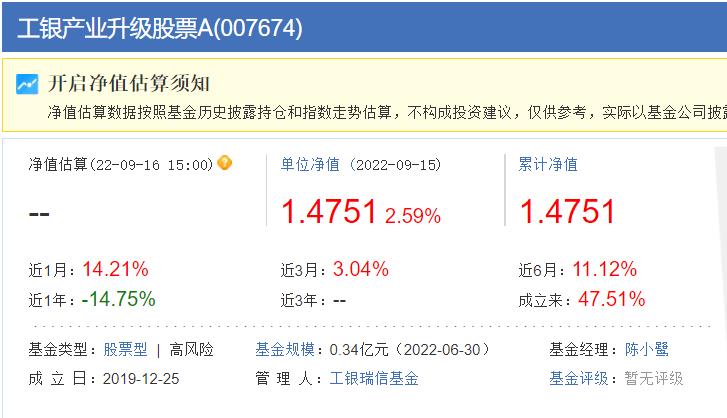 工银产业升级股票A(007674)
开启净值估算须知
净值估算数据按照基金历史披露持仓和指数走势估算，不构成投资建议，仅供参考，实际以基金公司披露
净值估算(22-09-16 15:00) 单位净值 (2022-09-15) 累计净值
-- 1.4751 2.59% 1.4751
近1月：14.21% 近3月：3.04% 近6月：11.12%
近1年：-14.75% 近3年：-- 成立来：47.51%
基金类型：股票型 | 高风险 基金规模：0.34亿元（2022-06-30） 基金经理：陈小鹭
成 立 日：2019-12-25 管 理 人：工银瑞信基金 基金评级：暂无评级